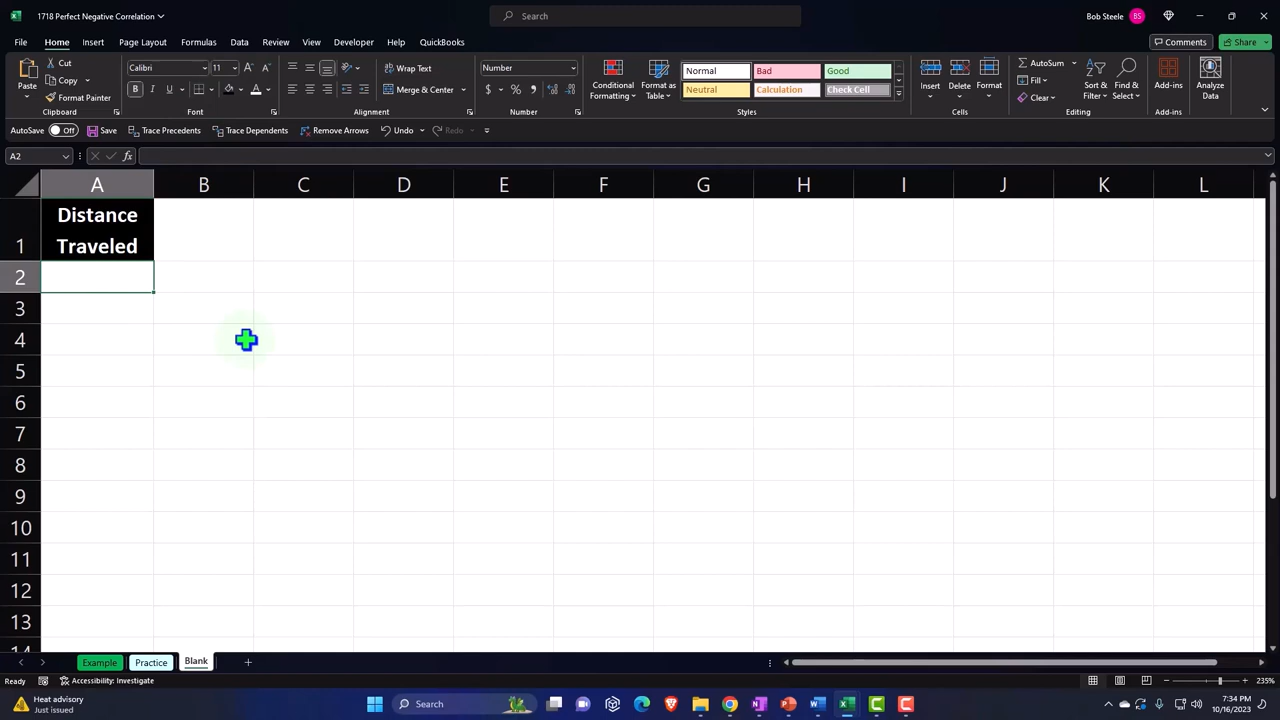 1718 Perfect Negative Correlation
Search
Bob Steele
BS
File Home Insert Page Layout Formulas Data Review View Developer Help QuickBooks
Comments
Share
Paste
Cut
Copy
Format Painter
Clipboard
Calibri 11
B I U
Font
Wrap Text
Merge & Center
Alignment
Number
$ % 9
Number
Conditional Formatting
Format as Table
Normal Bad Good
Neutral Calculation Check Cell
Styles
Insert Delete Format
Cells
AutoSum
Fill
Clear
Sort & Filter
Find & Select
Editing
Add-ins
Add-ins
Analyze Data
AutoSave Off Save Trace Precedents Trace Dependents Remove Arrows Undo Redo
A2
fx
A B C D E F G H I J K L
Distance
1 Traveled
2
3
4
5
6
7
8
9
10
11
12
13
14
Example Practice Blank
Ready Accessibility: Investigate
235%
Heat advisory
Just issued
Search
7:34 PM
10/16/2023